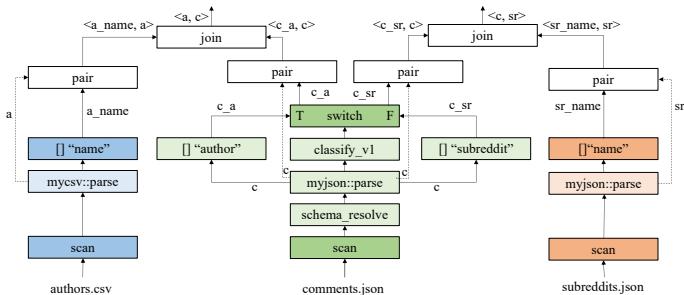 <a_name, a>
<a, c>
<c_a, c>
<c_sr, c>
<c, sr>
<sr_name, sr>
join
join
pair
pair
pair
pair
a
a_name
c_a
c_a
c_sr
c_sr
sr_name
sr
T switch F
[] “name”
[] “author”
classify_v1
[] “subreddit”
[]“name”
mycsv::parse
c
c
myjson::parse
c
c
myjson::parse
schema_resolve
scan
scan
scan
authors.csv
comments.json
subreddits.json